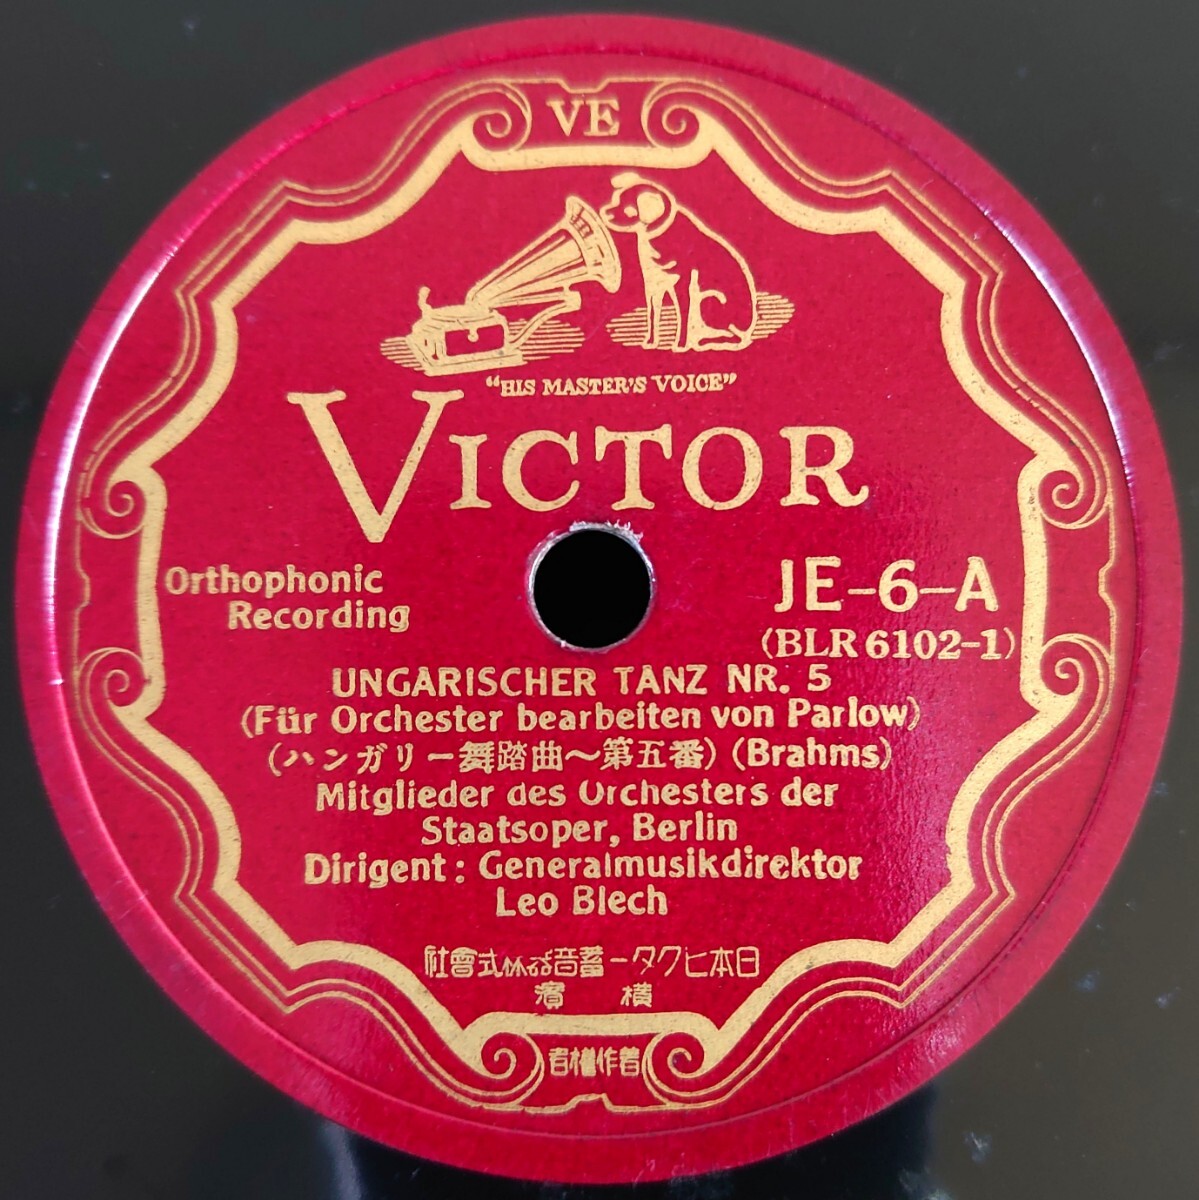 VE
"HIS MASTER'S VOICE"
VICTOR
Orthophonic
Recording
JE-6-A
(BLR 6102-1)
UNGARISCHER TANZ NR. 5
(Für Orchester bearbeiten von Parlow)
(ハンガリー舞踏曲～第五番) (Brahms)
Mitglieder des Orchesters der
Staatsoper, Berlin
Dirigent: Generalmusikdirektor
Leo Blech
社會式株器音蓄ータクビ本日
濱 横
有權作著